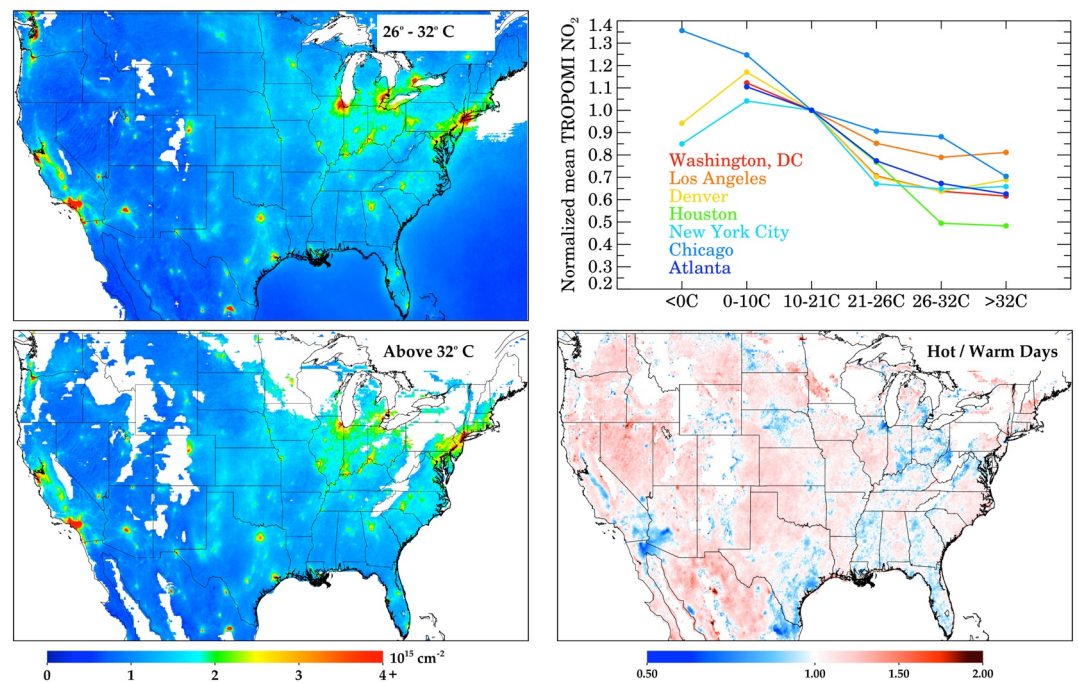 26° - 32° C
Normalized mean TROPOMI NO₂
1.4
1.3
1.2
1.1
1.0
0.9
0.8
0.7
0.6
0.5
0.4
0.3
0.2
Washington, DC
Los Angeles
Denver
Houston
New York City
Chicago
Atlanta
<0C 0-10C 10-21C 21-26C 26-32C >32C
Above 32° C
Hot / Warm Days
0 1 2 3 4+ 10¹⁵ cm⁻²
0.50 1.00 1.50 2.00